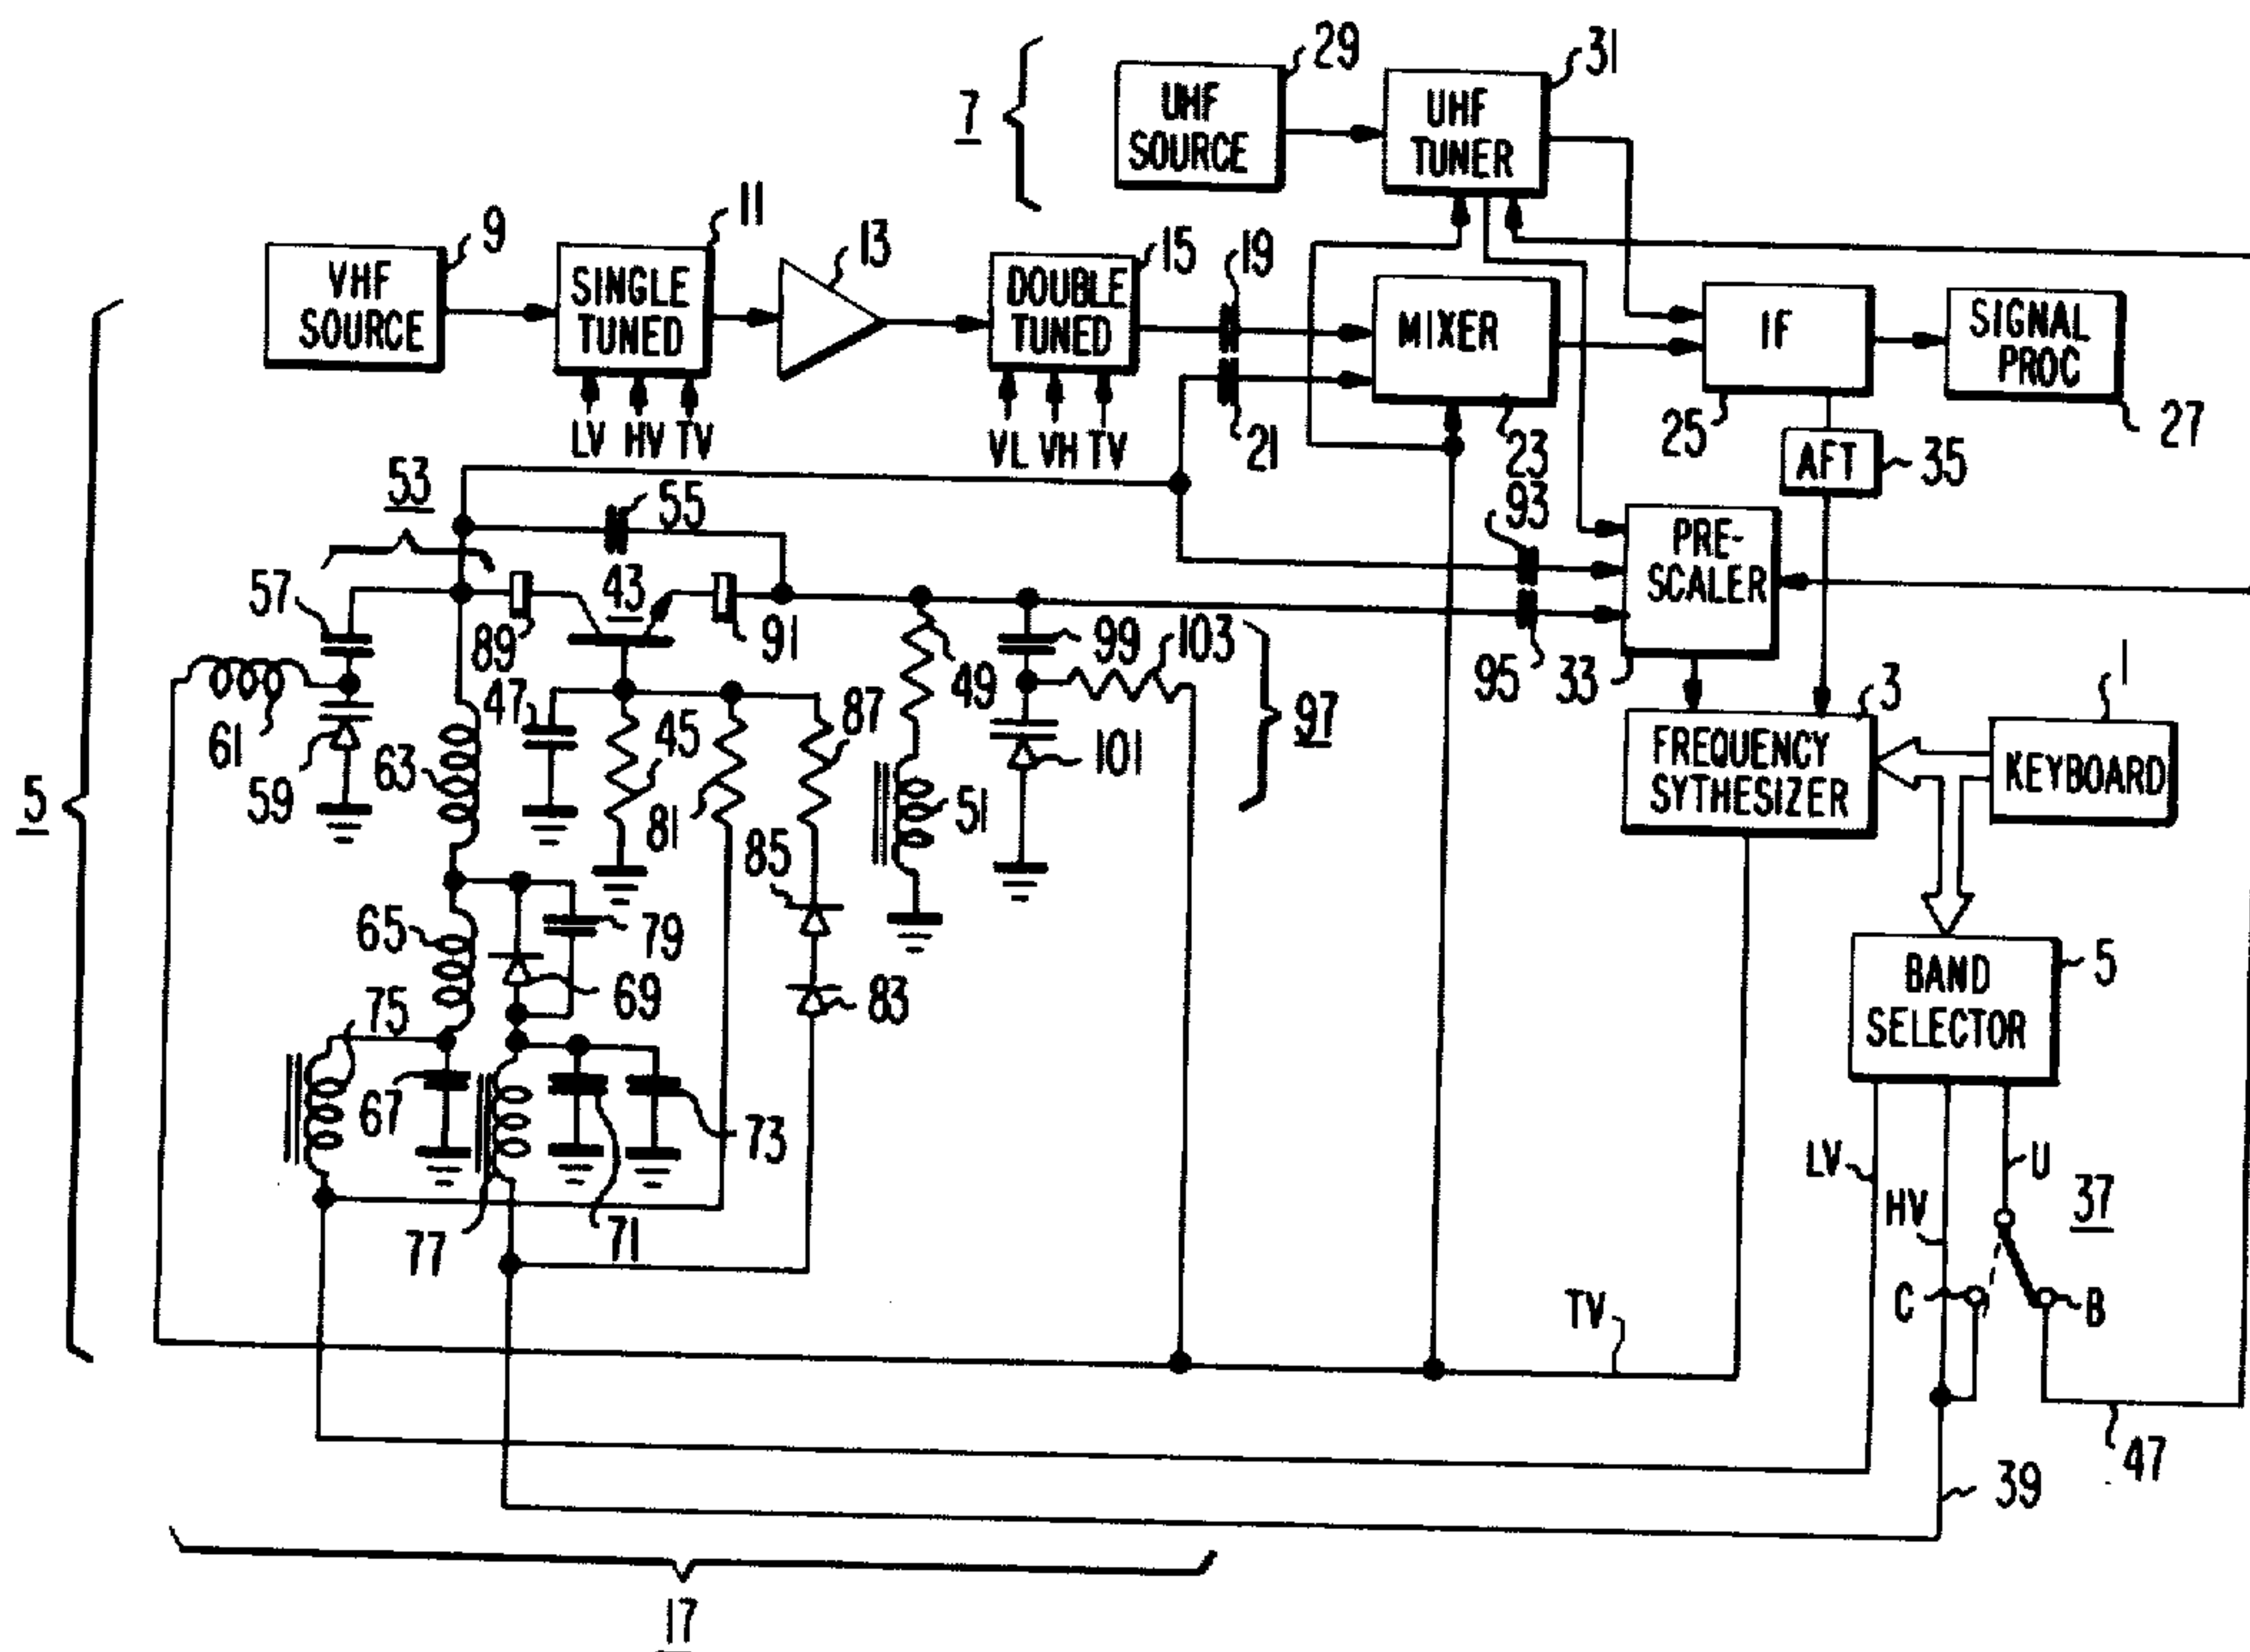 29
31
7
UHF
SOURCE
UHF
TUNER
9
11
13
15
19
VHF
SOURCE
SINGLE
TUNED
DOUBLE
TUNED
MIXER
IF
SIGNAL
PROC
LV HV TV
VL VH TV
21
23
25
27
AFT
35
53
55
93
PRE-
SCALER
57
89
43
91
99
103
95
33
3
1
61
59
63
47
45
81
87
49
51
101
97
FREQUENCY
SYTHESIZER
KEYBOARD
5
85
65
79
69
83
BAND
SELECTOR
5
75
67
77
71
73
LV
HV
U
37
C
B
TV
47
39
17